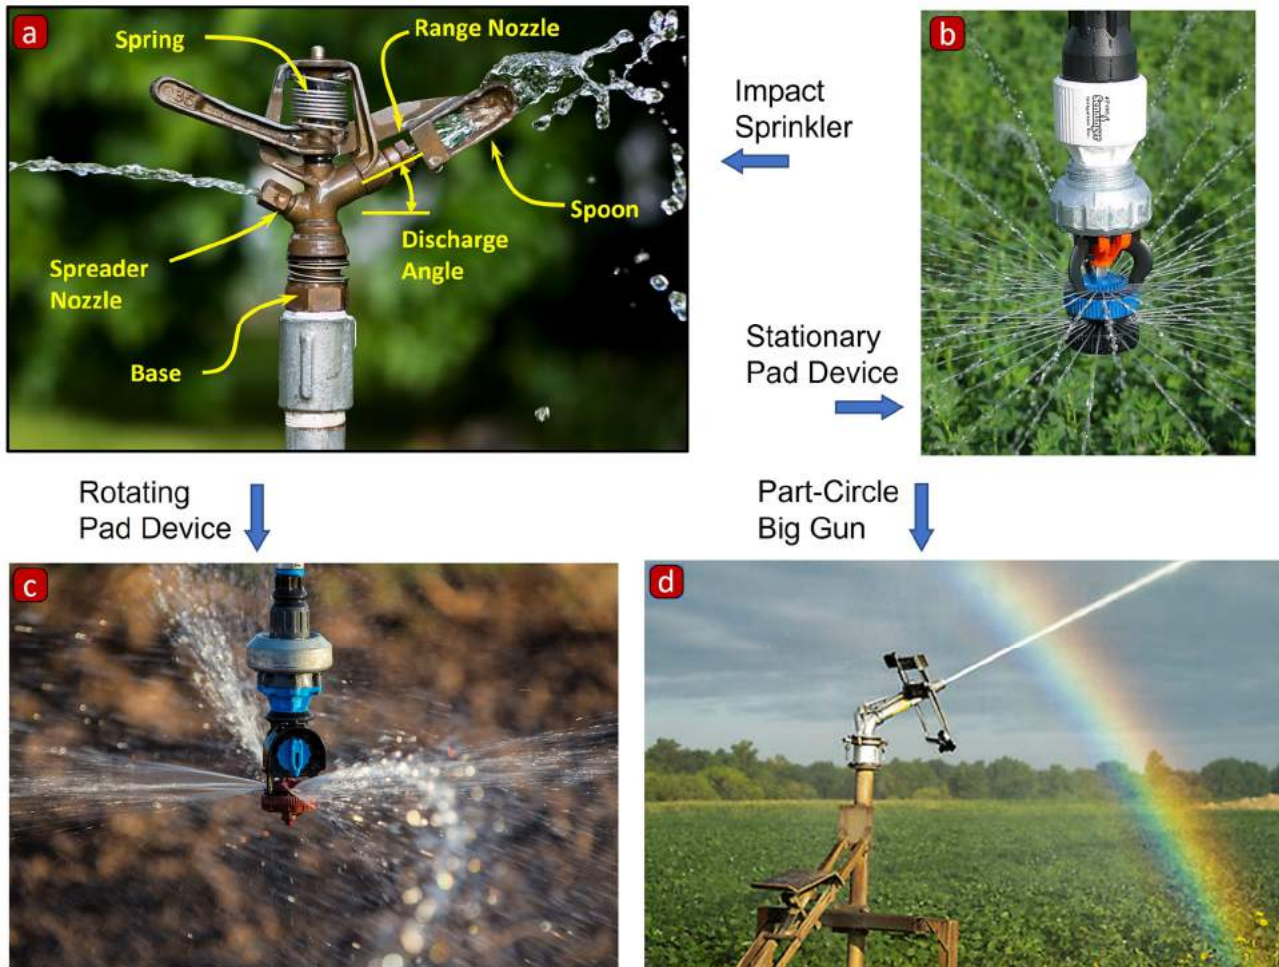 a
Spring
Range Nozzle
Spoon
Discharge
Angle
Spreader
Nozzle
Base
Impact
Sprinkler
b
Stationary
Pad Device
Rotating
Pad Device
Part-Circle
Big Gun
c
d